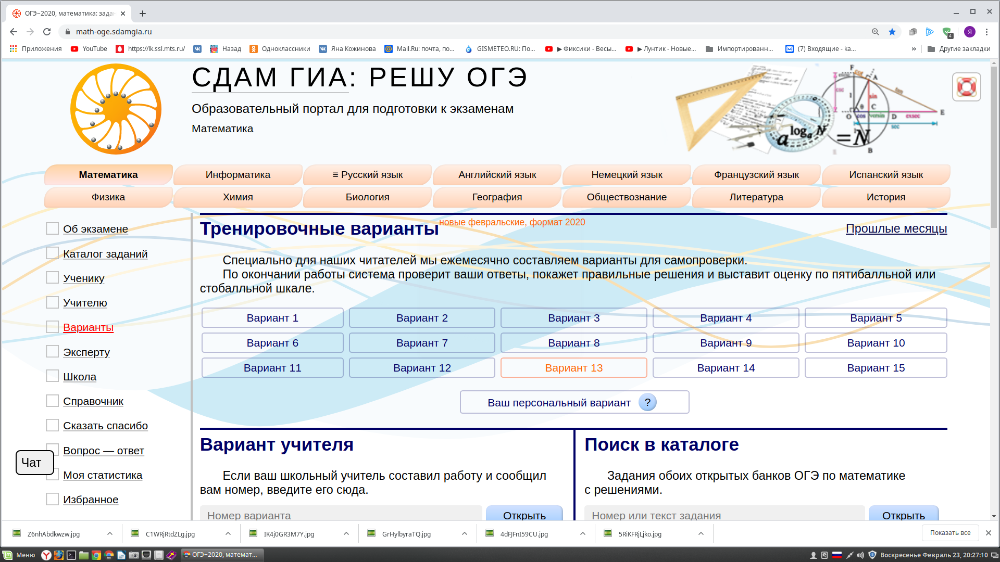 ОГЭ–2020, математика: зада
math-oge.sdamgia.ru
Я
4
Приложения YouTube https://lk.ssl.mts.ru/ Назад Одноклассники Яна Кожинова Mail.Ru: почта, по... GISMETEO.RU: По... ▶ Фиксики - Весы... ▶ Лунтик - Новые... Импортированн... (7) Входящие - ka... » Другие закладки
СДАМ ГИА: РЕШУ ОГЭ
Образовательный портал для подготовки к экзаменам
Математика
F
A
csc
sin
tan
θ
C
O cos versin D exsec E
sec
a log a N = N
B
Математика Информатика ≡ Русский язык Английский язык Немецкий язык Французский язык Испанский язык
Физика Химия Биология География Обществознание Литература История
Об экзамене
Каталог заданий
Ученику
Учителю
Варианты
Эксперту
Школа
Справочник
Сказать спасибо
Вопрос — ответ
Моя статистика
Избранное
Чат
Тренировочные варианты новые февральские, формат 2020 Прошлые месяцы
Специально для наших читателей мы ежемесячно составляем варианты для самопроверки.
По окончании работы система проверит ваши ответы, покажет правильные решения и выставит оценку по пятибалльной или
стобалльной шкале.
Вариант 1 Вариант 2 Вариант 3 Вариант 4 Вариант 5
Вариант 6 Вариант 7 Вариант 8 Вариант 9 Вариант 10
Вариант 11 Вариант 12 Вариант 13 Вариант 14 Вариант 15
Ваш персональный вариант ?
Вариант учителя
Если ваш школьный учитель составил работу и сообщил
вам номер, введите его сюда.
Номер варианта Открыть
Поиск в каталоге
Задания обоих открытых банков ОГЭ по математике
с решениями.
Номер или текст задания Открыть
Z6nhAbdkwzw.jpg C1WRjRtdZLg.jpg IK4j0GR3M7Y.jpg GrHylbyraTQ.jpg 4dFJFnI59CU.jpg 5RiKFRjLjko.jpg Показать все
Меню ОГЭ–2020, математ... Воскресенье Февраль 23, 20:27:10